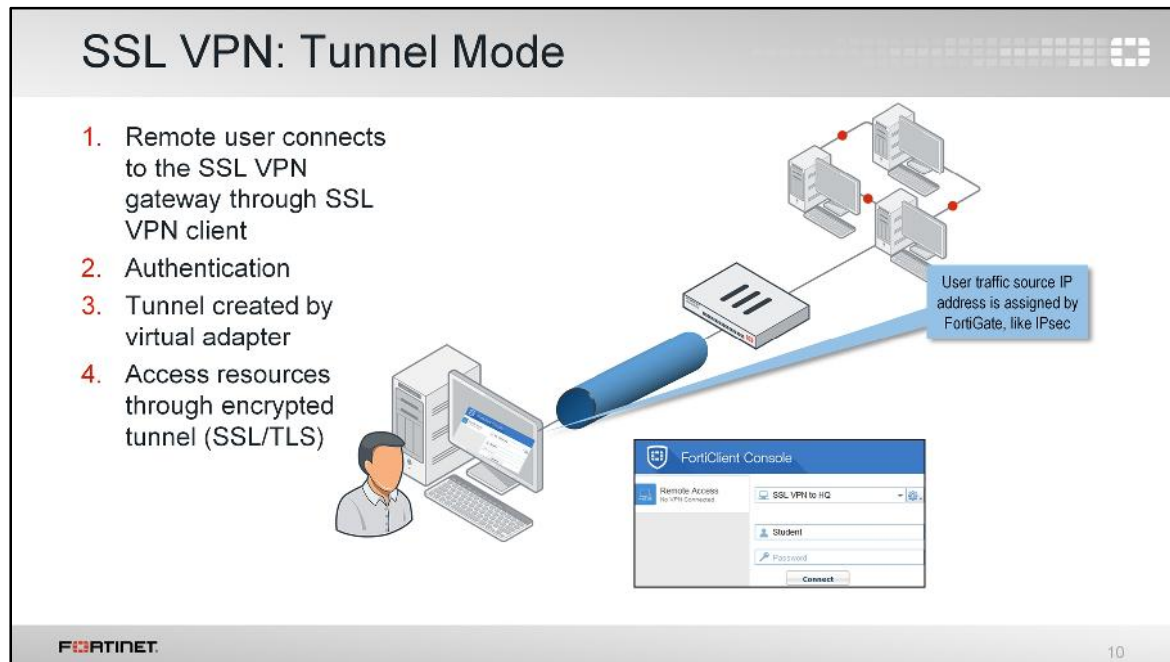 SSL VPN: Tunnel Mode
1. Remote user connects
to the SSL VPN
gateway through SSL
VPN client
2. Authentication
3. Tunnel created by
virtual adapter
4. Access resources
through encrypted
tunnel (SSL/TLS)
User traffic source IP
address is assigned by
FortiGate, like IPsec
FortiClient Console
Remote Access
No VPN Connected
SSL VPN to HQ
Student
Password
Connect
FORTINET.
10